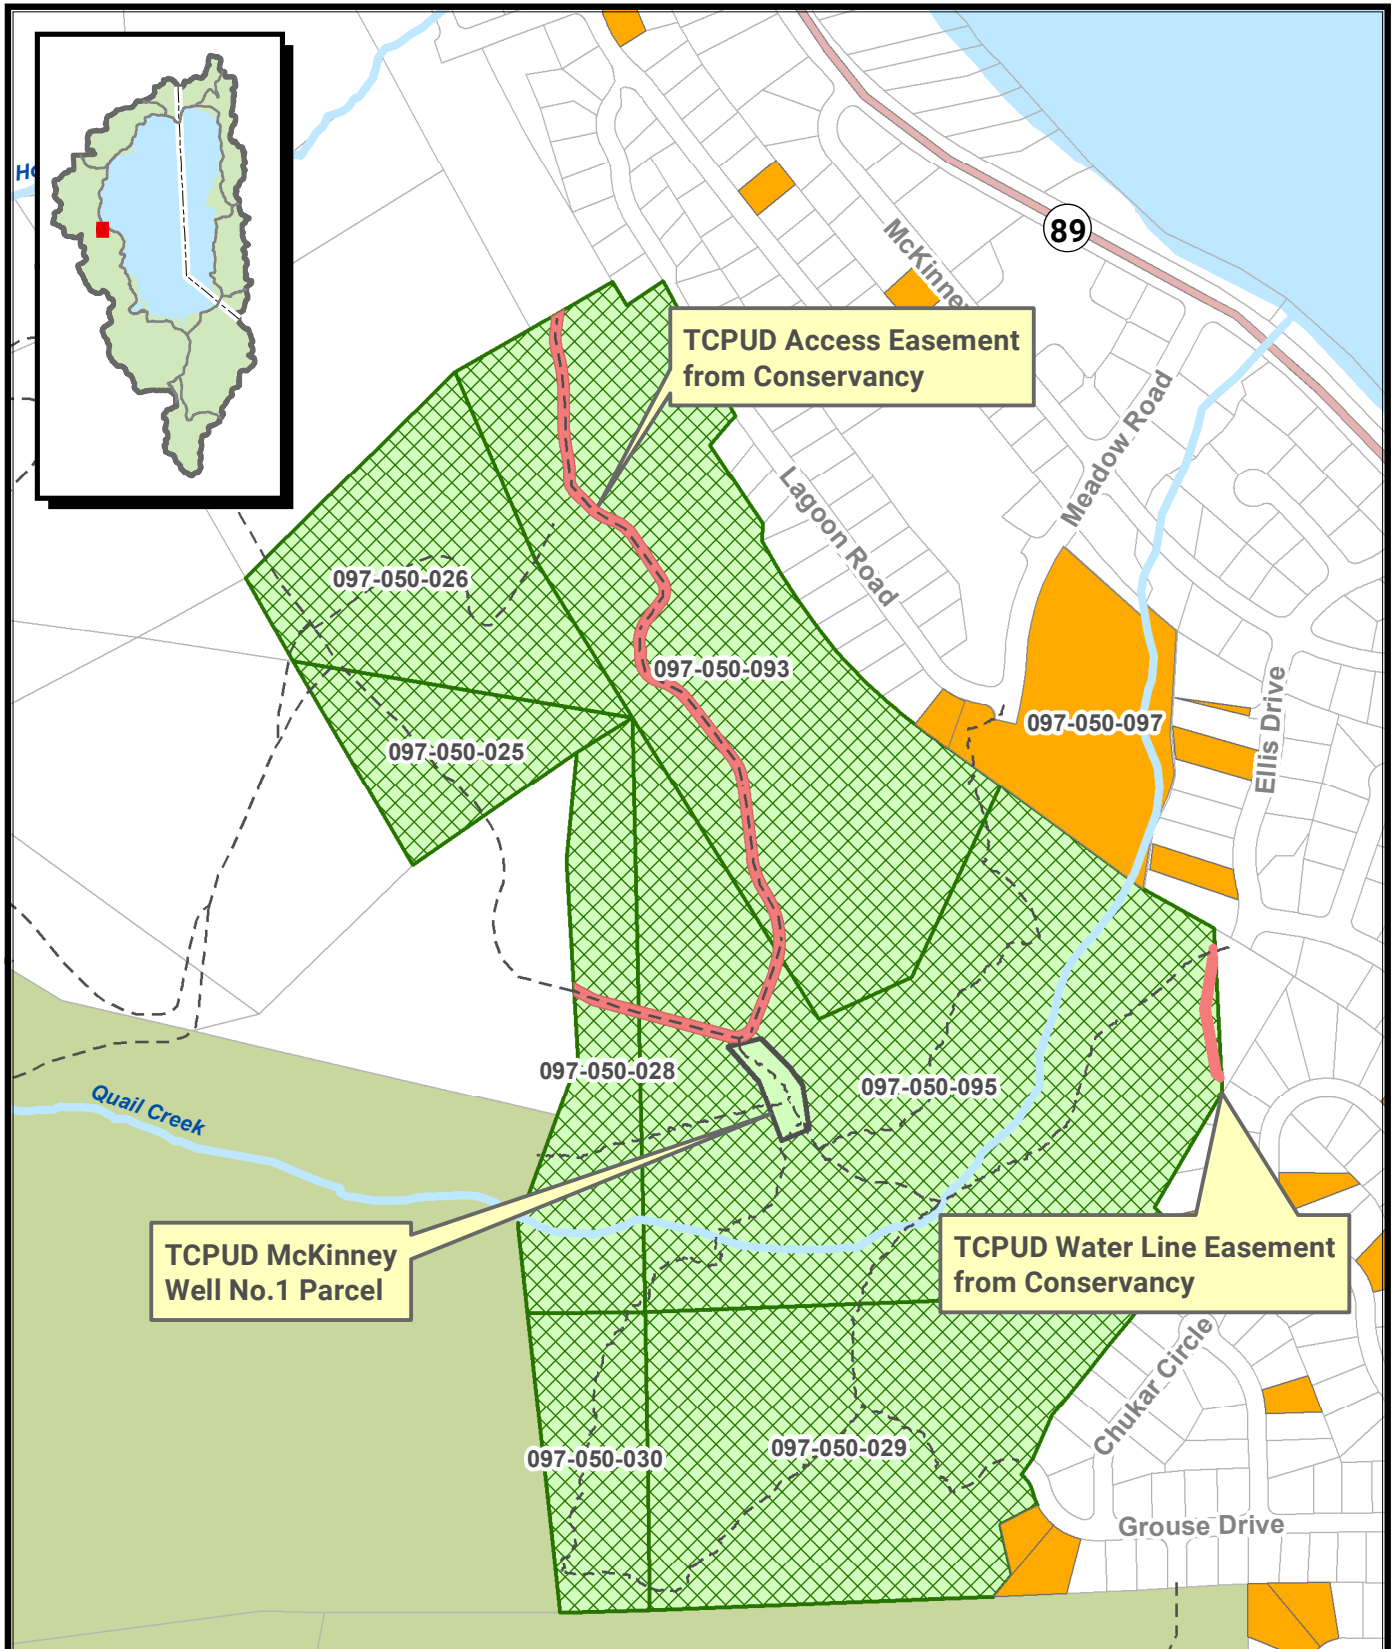 Ho
89
McKinney
TCPUD Access Easement
from Conservancy
Meadow Road
Lagoon Road
097-050-026
097-050-093
097-050-025
097-050-097
Ellis Drive
097-050-028
097-050-095
Quail Creek
TCPUD McKinney
Well No.1 Parcel
TCPUD Water Line Easement
from Conservancy
Chukar Circle
097-050-030
097-050-029
Grouse Drive